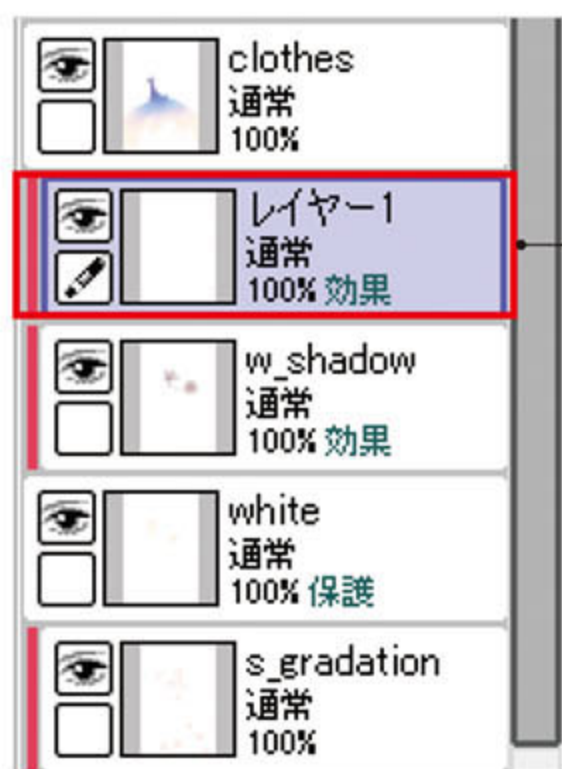 clothes
通常
100%
レイヤー1
通常
100% 効果
w_shadow
通常
100% 効果
white
通常
100% 保護
s_gradation
通常
100%